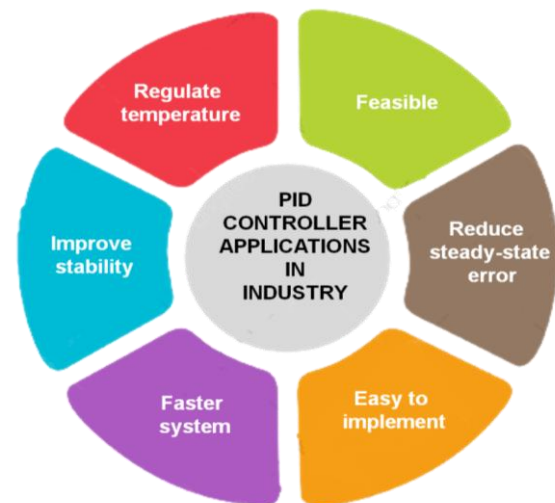 PID
CONTROLLER
APPLICATIONS
IN
INDUSTRY
Feasible
Reduce
steady-state
error
Easy to
implement
Faster
system
Improve
stability
Regulate
temperature